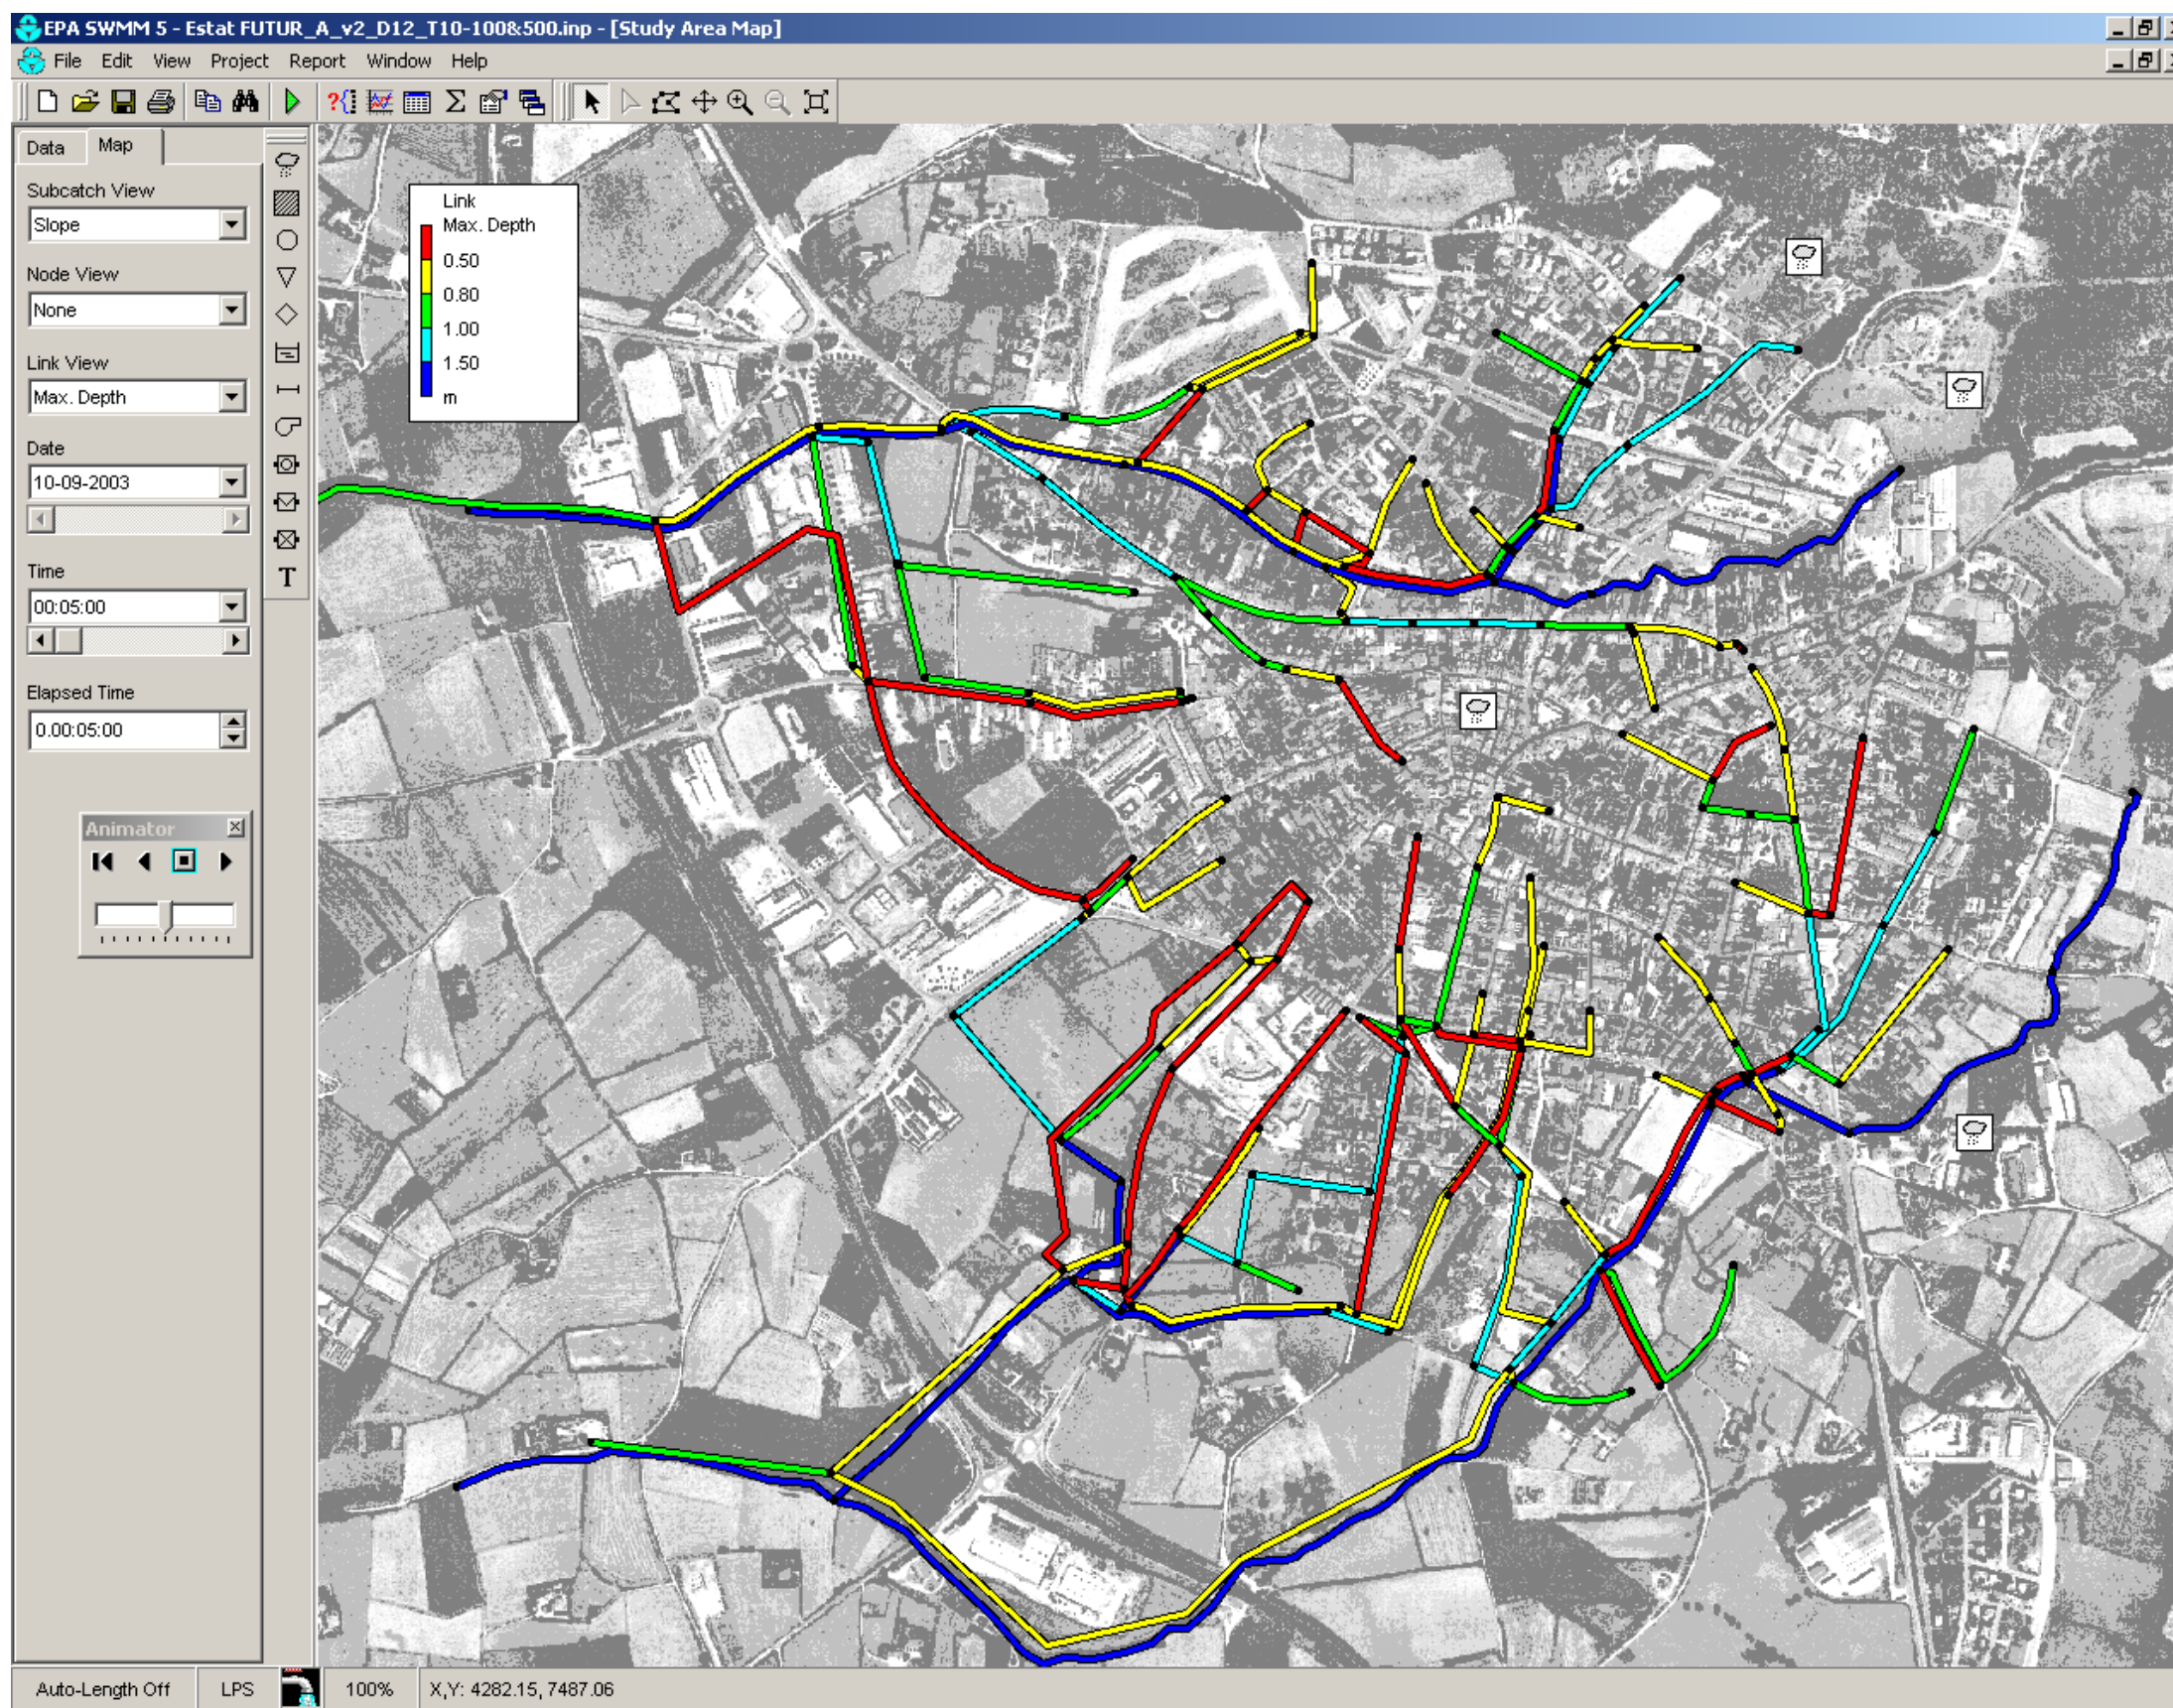 EPA SWMM 5 - Estat FUTUR_A_v2_D12_T10-100&500.inp - [Study Area Map]
File Edit View Project Report Window Help
Data Map
Subcatch View
Slope
Node View
None
Link View
Max. Depth
Date
10-09-2003
Time
00:05:00
Elapsed Time
0.00:05:00
Animator
Link
Max. Depth
0.50
0.80
1.00
1.50
m
T
Auto-Length Off LPS 100% X,Y: 4282.15, 7487.06